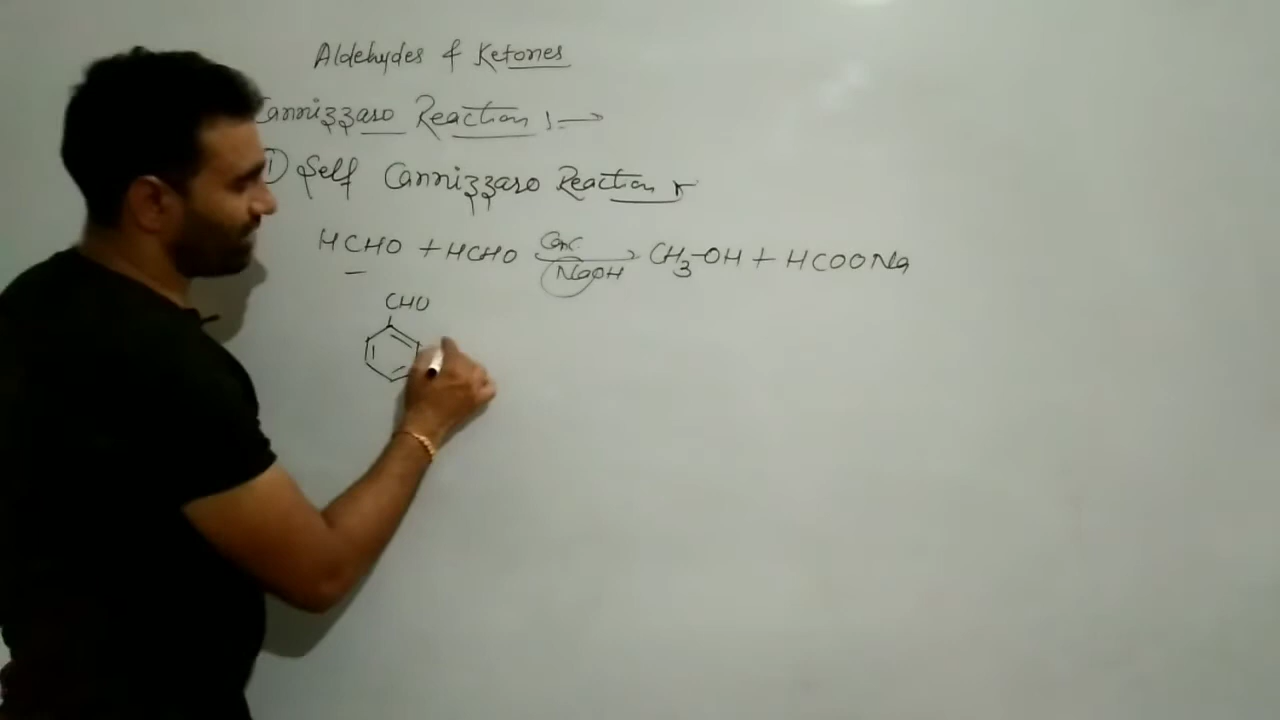 Aldehydes & Ketones
Cannizzaro Reaction :→
① Self Cannizzaro Reaction
HCHO + HCHO Conc. NaOH → CH3-OH + HCOONa
CHO